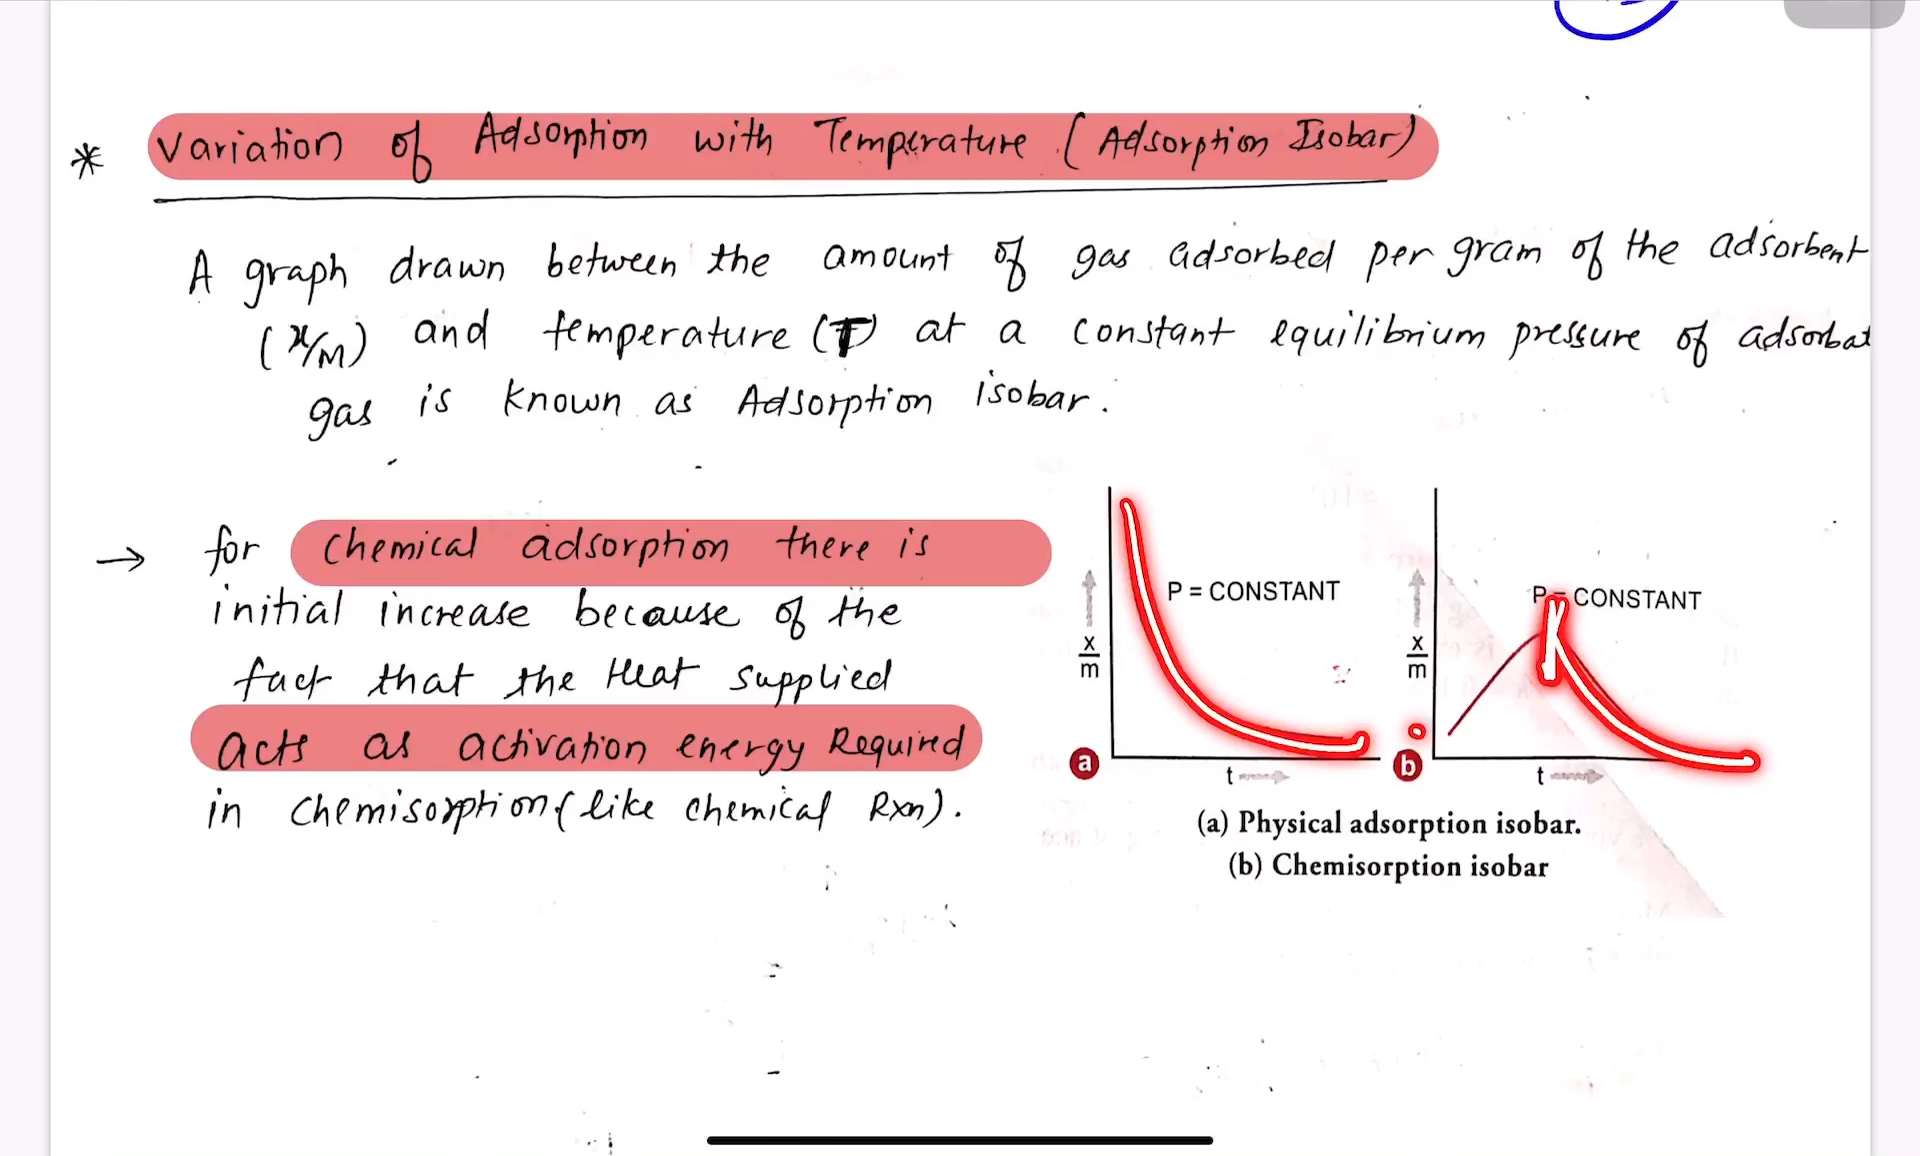 * Variation of Adsorption with Temperature (Adsorption Isobar)
A graph drawn between the amount of gas adsorbed per gram of the adsorbent
(x/M) and temperature (T) at a constant equilibrium pressure of adsorbat
gas is known as Adsorption isobar.
→ for chemical adsorption there is
initial increase because of the
fact that the Heat supplied
acts as activation energy Required
in chemisorption (like chemical Rxn).
P = CONSTANT
x/m
a
t
P = CONSTANT
x/m
b
t
(a) Physical adsorption isobar.
(b) Chemisorption isobar